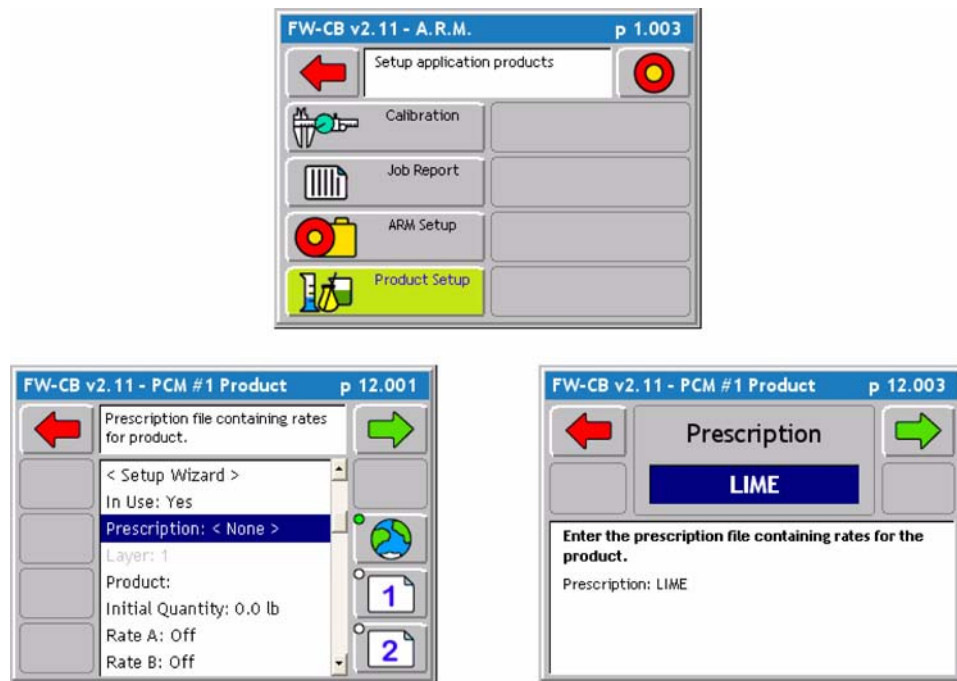 FW-CB v2.11 - A.R.M. p 1.003
Setup application products
Calibration
Job Report
ARM Setup
Product Setup
FW-CB v2.11 - PCM #1 Product p 12.001
Prescription file containing rates
for product.
< Setup Wizard >
In Use: Yes
Prescription: < None >
Layer: 1
Product:
Initial Quantity: 0.0 lb
Rate A: Off
Rate B: Off
1
2
FW-CB v2.11 - PCM #1 Product p 12.003
Prescription
LIME
Enter the prescription file containing rates for the
product.
Prescription: LIME